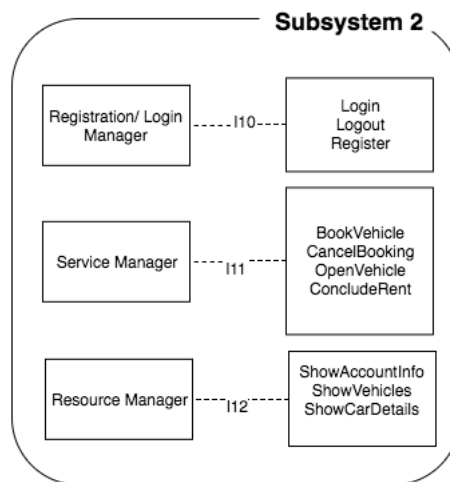 Subsystem 2
Registration/ Login
Manager
I10
Login
Logout
Register
Service Manager
I11
BookVehicle
CancelBooking
OpenVehicle
ConcludeRent
Resource Manager
I12
ShowAccountInfo
ShowVehicles
ShowCarDetails